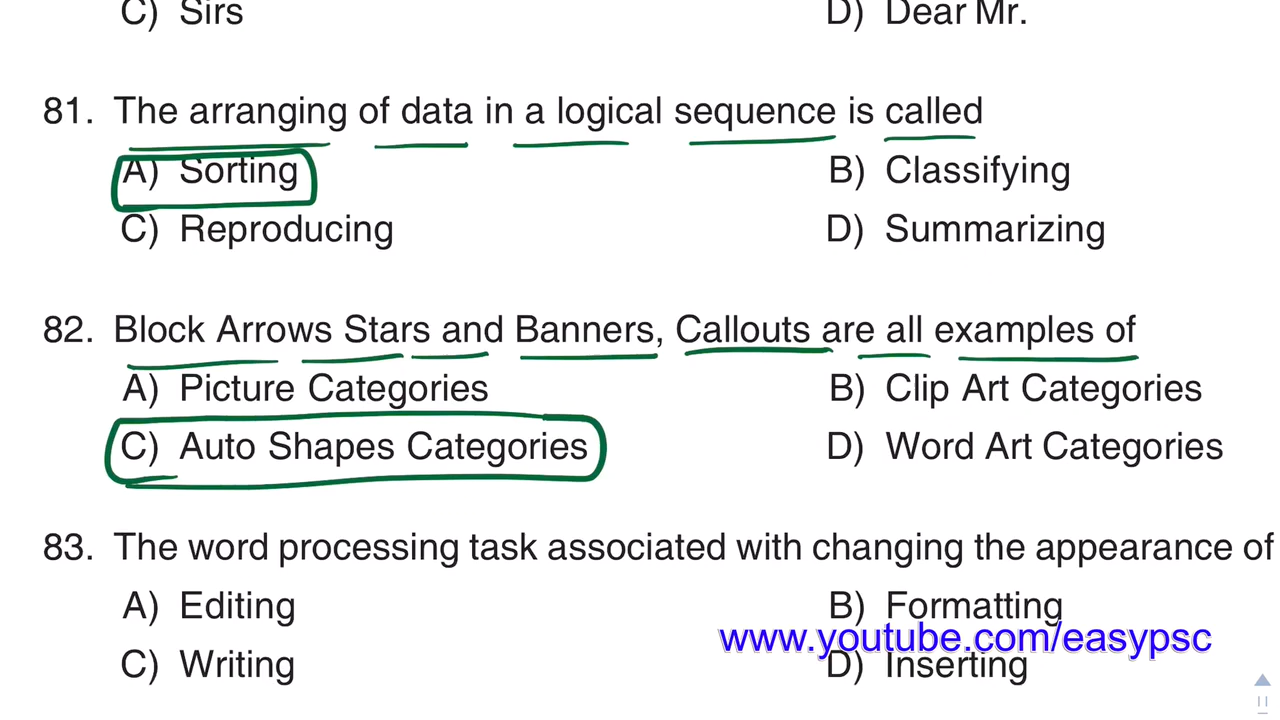 C) Sirs D) Dear Mr.
81. The arranging of data in a logical sequence is called
A) Sorting B) Classifying
C) Reproducing D) Summarizing
82. Block Arrows Stars and Banners, Callouts are all examples of
A) Picture Categories B) Clip Art Categories
C) Auto Shapes Categories D) Word Art Categories
83. The word processing task associated with changing the appearance of
A) Editing B) Formatting
www.youtube.com/easypsc
C) Writing D) Inserting